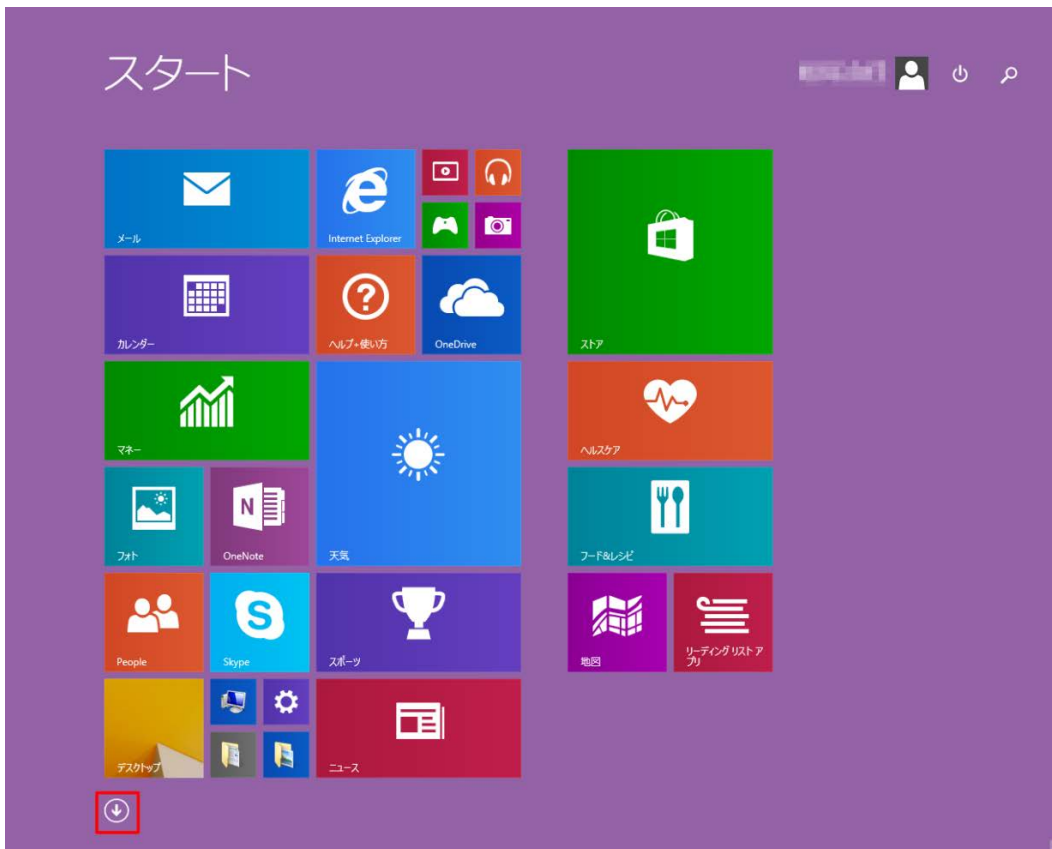 スタート
メール
Internet Explorer
カレンダー
ヘルプ+使い方
OneDrive
ストア
マネー
天気
ヘルスケア
フォト
N
OneNote
フード&レシピ
People
S
Skype
スポーツ
地図
リーディング リスト ア
プリ
デスクトップ
ニュース